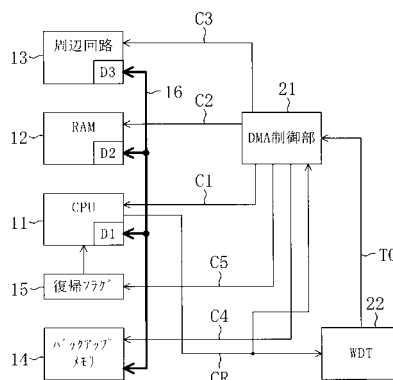 C3
周辺回路
13
D3
16
21
C2
RAM
12
D2
DMA制御部
C1
CPU
11
D1
TO
C5
復帰フラグ
15
C4
22
バックアップ
メモリ
14
WDT
CR